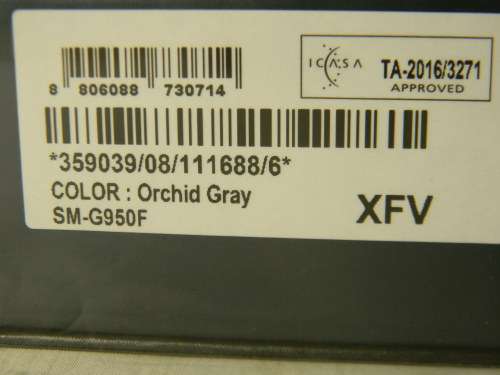 ICASA
TA-2016/3271
APPROVED
8 806088 730714
*359039/08/111688/6*
COLOR : Orchid Gray
SM-G950F
XFV